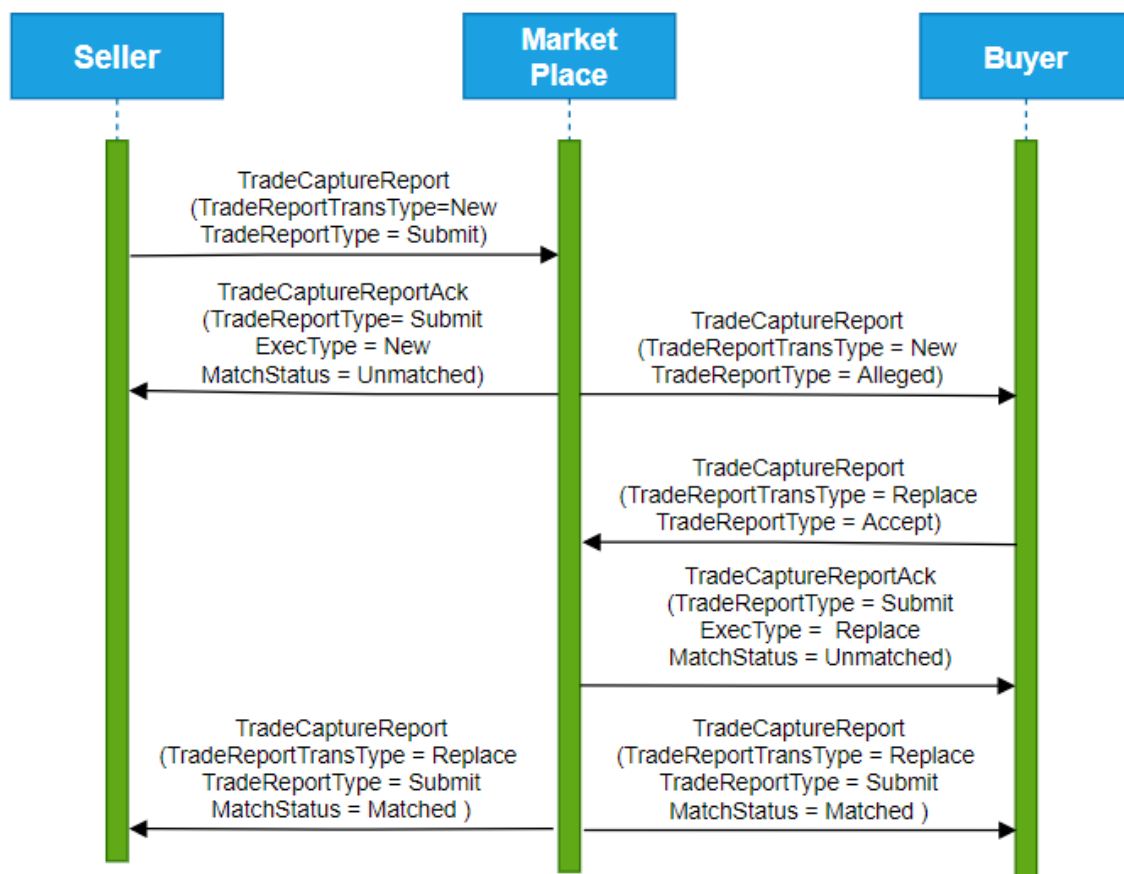 Seller
Market
Place
Buyer
TradeCaptureReport
(TradeReportTransType=New
TradeReportType = Submit)
TradeCaptureReportAck
(TradeReportType= Submit
ExecType = New
MatchStatus = Unmatched)
TradeCaptureReport
(TradeReportTransType = New
TradeReportType = Alleged)
TradeCaptureReport
(TradeReportTransType = Replace
TradeReportType = Accept)
TradeCaptureReportAck
(TradeReportType = Submit
ExecType =  Replace
MatchStatus = Unmatched)
TradeCaptureReport
(TradeReportTransType = Replace
TradeReportType = Submit
MatchStatus = Matched )
TradeCaptureReport
(TradeReportTransType = Replace
TradeReportType = Submit
MatchStatus = Matched )